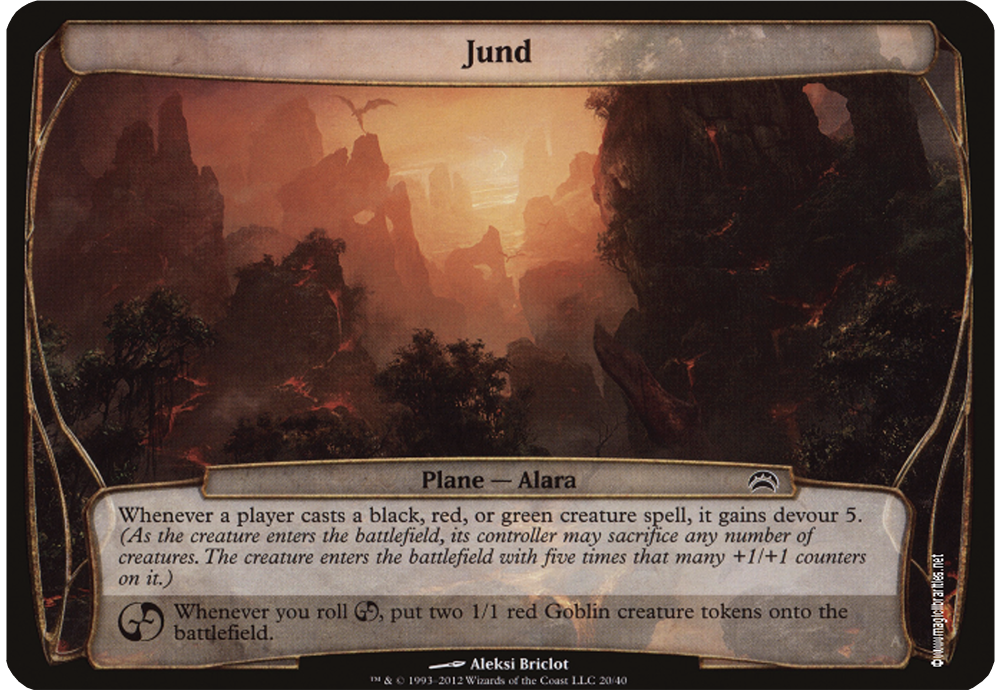 Jund
Plane — Alara
Whenever a player casts a black, red, or green creature spell, it gains devour 5.
(As the creature enters the battlefield, its controller may sacrifice any number of
creatures. The creature enters the battlefield with five times that many +1/+1 counters
on it.)
Whenever you roll , put two 1/1 red Goblin creature tokens onto the
battlefield.
Aleksi Briclot
™ & © 1993–2012 Wizards of the Coast LLC 20/40
©www.magiclibrarities.net